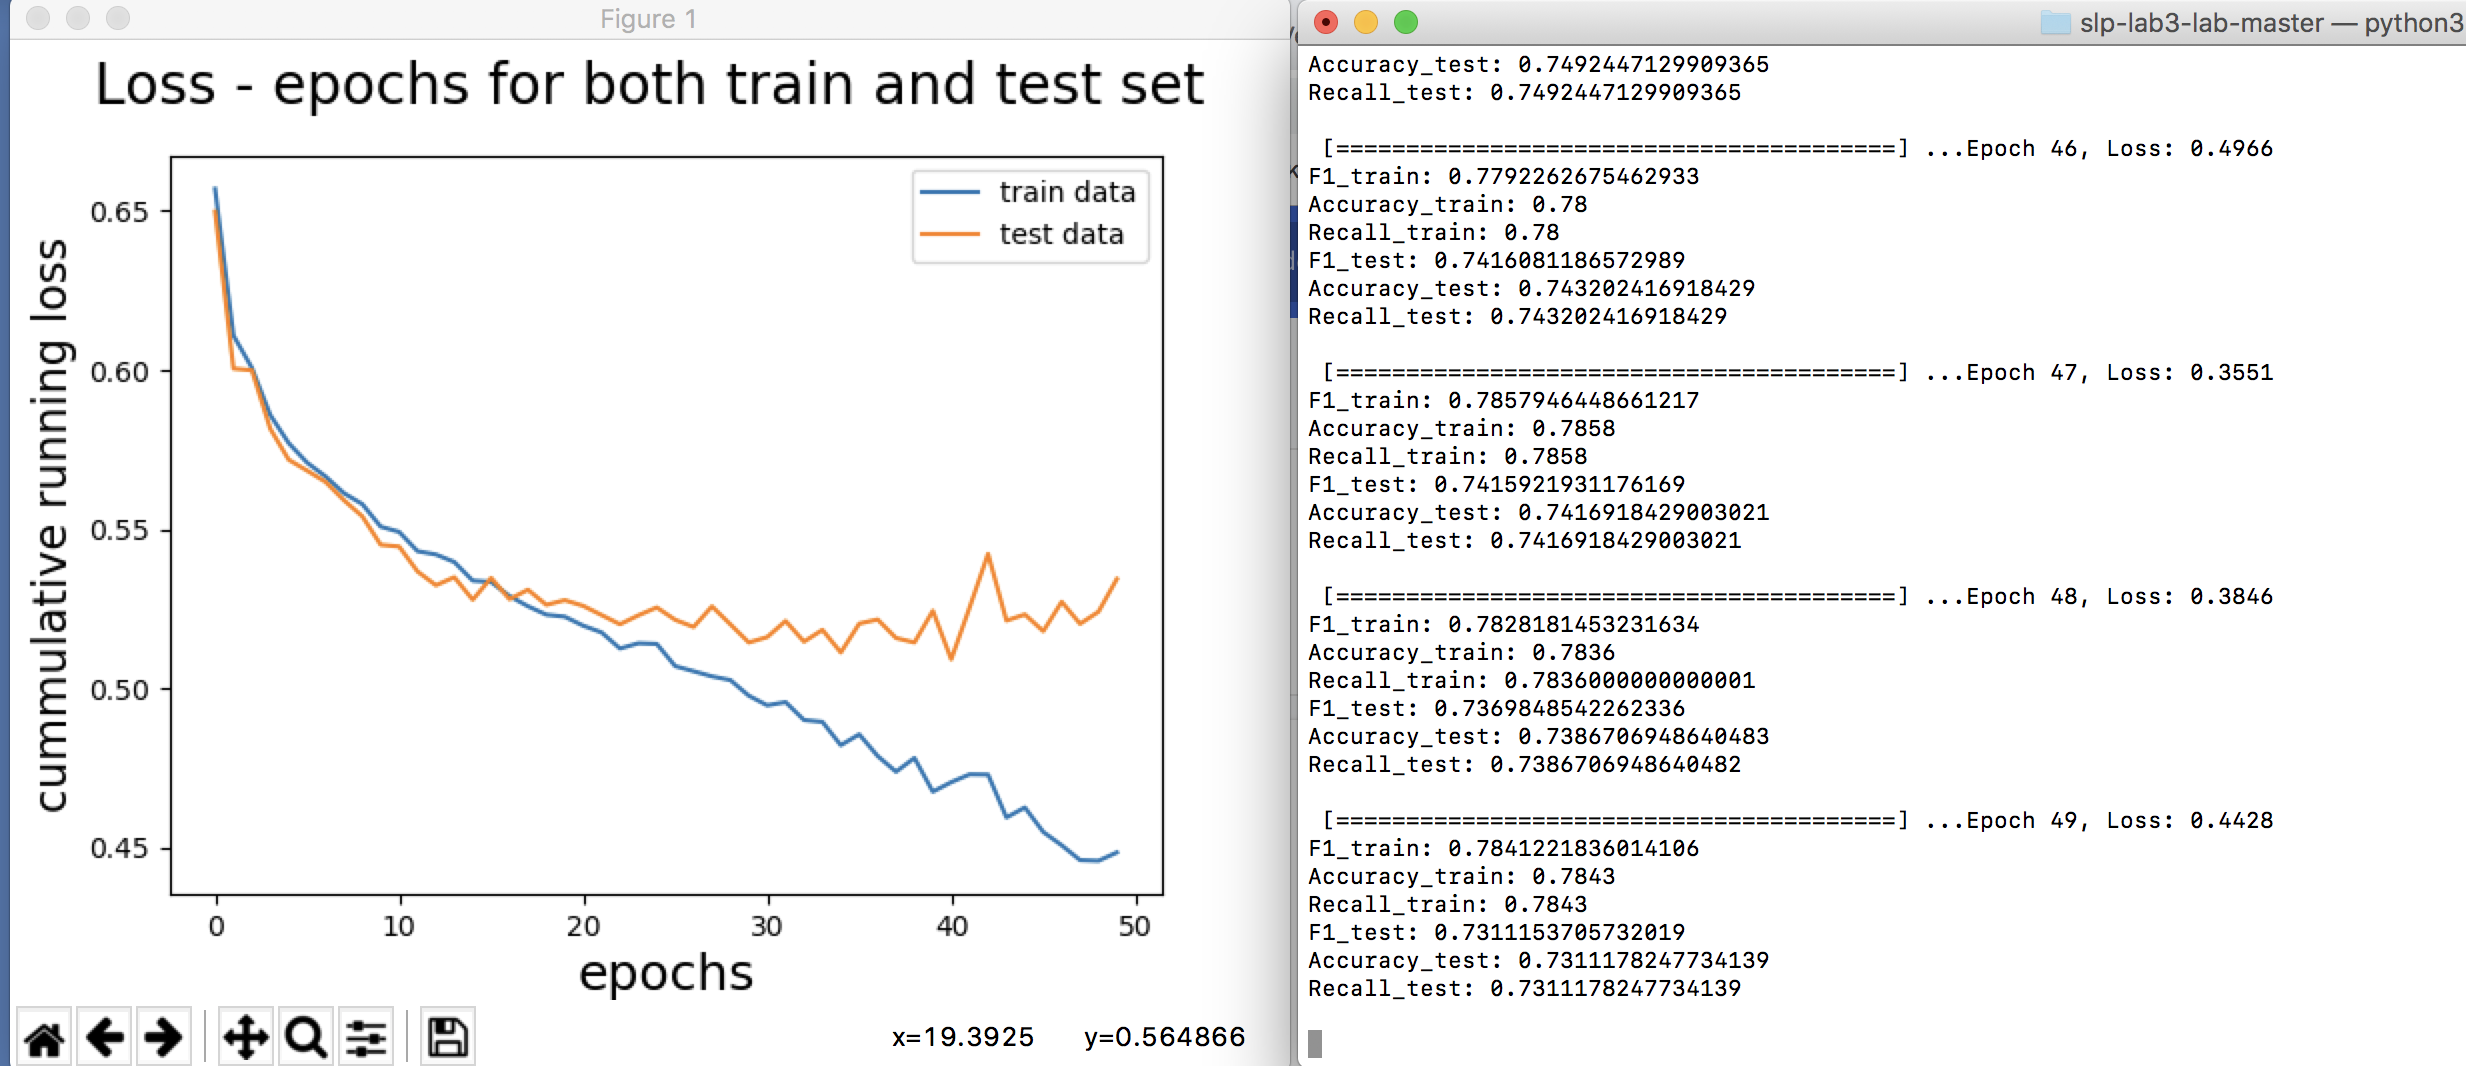 Figure 1
Loss - epochs for both train and test set
train data
test data
cummulative running loss
0.65
0.60
0.55
0.50
0.45
0
10
20
30
40
50
epochs
x=19.3925 y=0.564866
slp-lab3-lab-master — python3
Accuracy_test: 0.7492447129909365
Recall_test: 0.7492447129909365
[========================================] ...Epoch 46, Loss: 0.4966
F1_train: 0.7792262675462933
Accuracy_train: 0.78
Recall_train: 0.78
F1_test: 0.7416081186572989
Accuracy_test: 0.743202416918429
Recall_test: 0.743202416918429
[========================================] ...Epoch 47, Loss: 0.3551
F1_train: 0.7857946448661217
Accuracy_train: 0.7858
Recall_train: 0.7858
F1_test: 0.7415921931176169
Accuracy_test: 0.7416918429003021
Recall_test: 0.7416918429003021
[========================================] ...Epoch 48, Loss: 0.3846
F1_train: 0.7828181453231634
Accuracy_train: 0.7836
Recall_train: 0.7836000000000001
F1_test: 0.7369848542262336
Accuracy_test: 0.7386706948640483
Recall_test: 0.7386706948640482
[========================================] ...Epoch 49, Loss: 0.4428
F1_train: 0.7841221836014106
Accuracy_train: 0.7843
Recall_train: 0.7843
F1_test: 0.7311153705732019
Accuracy_test: 0.7311178247734139
Recall_test: 0.7311178247734139